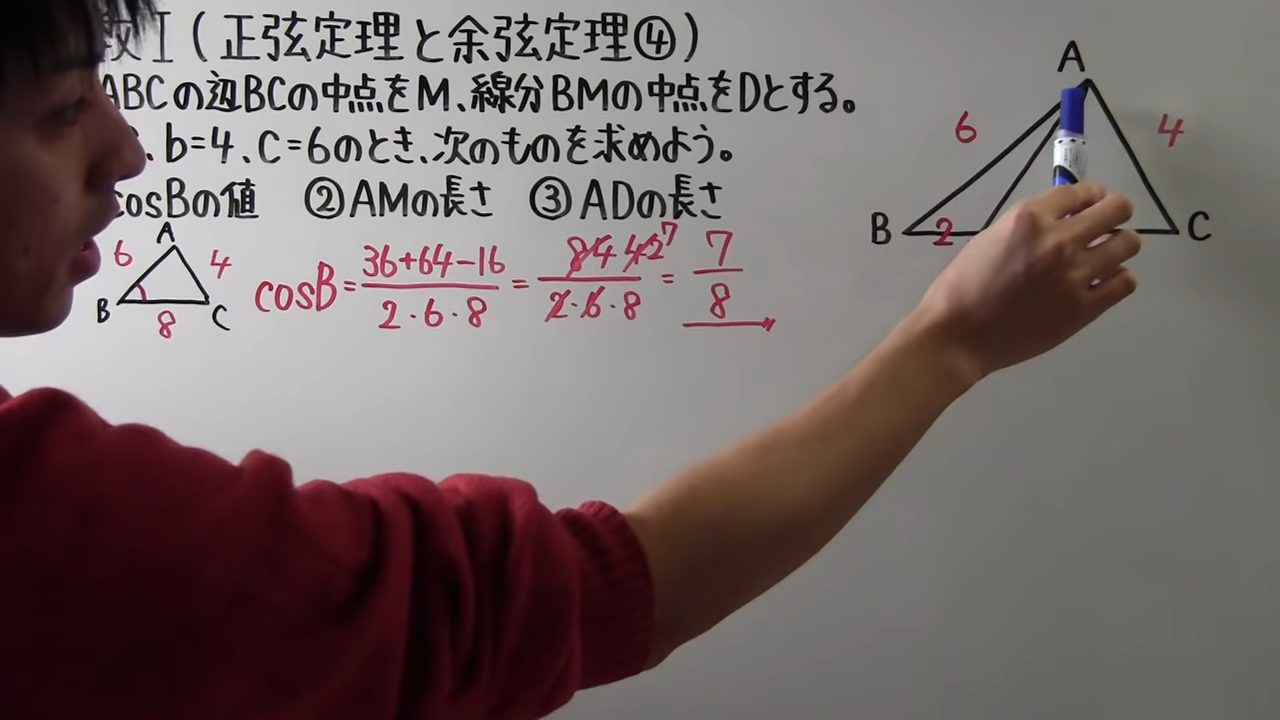 数I(正弦定理と余弦定理④)
ABCの辺BCの中点をM、線分BMの中点をDとする。
、b=4、C=6のとき、次のものを求めよう。
cosBの値 ②AMの長さ ③ADの長さ
A
6
4
B
8
C
cosB=36+64-16/2・6・8=84 42 7/2・6・8=7/8
A
6
4
B
2
C